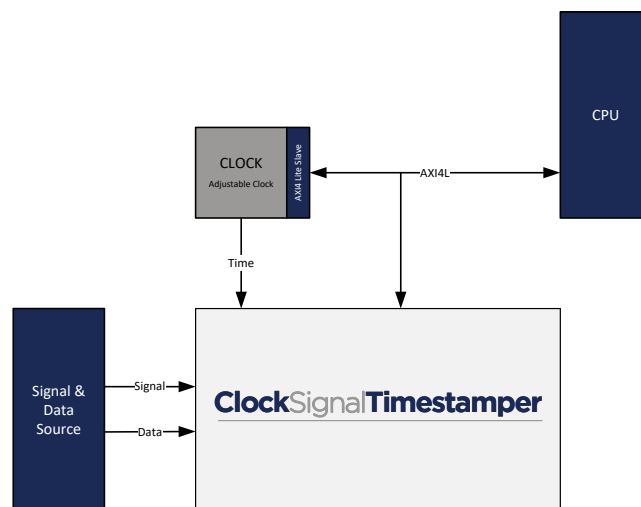 CPU
CLOCK
Adjustable Clock
AXI4 Lite Slave
AXI4L
Time
Signal &
Data
Source
Signal
Data
ClockSignalTimestamper